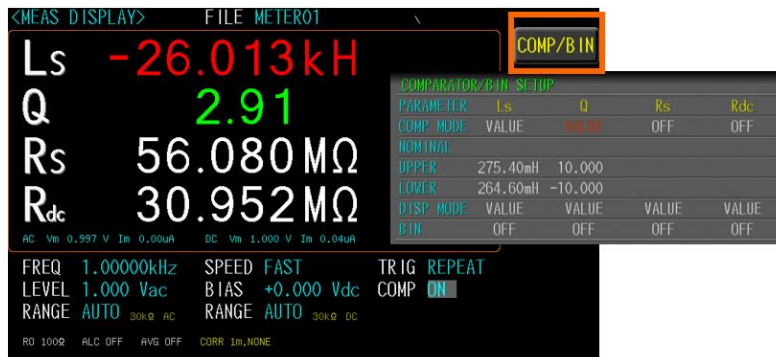 <MEAS DISPLAY> FILE METER01 \
COMP/BIN
Ls -26.013kH
Q 2.91
Rs 56.080MΩ
Rdc 30.952MΩ
AC Vm 0.997 V Im 0.00uA DC Vm 1.000 V Im 0.04uA
COMPARATOR/BIN SETUP
PARAMETER Ls Q Rs Rdc
COMP MODE VALUE VALUE OFF OFF
NOMINAL
UPPER 275.40mH 10.000
LOWER 264.60mH -10.000
DISP MODE VALUE VALUE VALUE VALUE
BIN OFF OFF OFF OFF
FREQ 1.00000kHz SPEED FAST TRIG REPEAT
LEVEL 1.000 Vac BIAS +0.000 Vdc COMP ON
RANGE AUTO 30kΩ AC RANGE AUTO 30kΩ DC
RO 100Ω ALC OFF AVG OFF CORR 1m,NONE